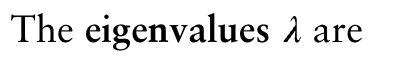 The eigenvalues λ are